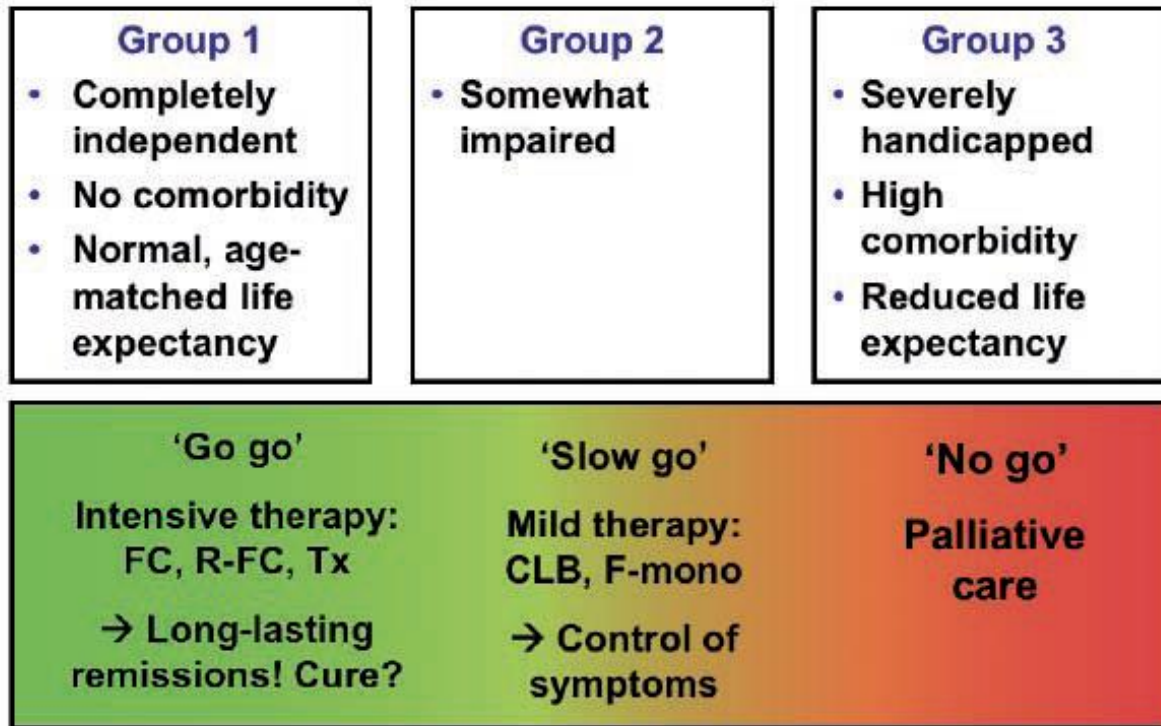 Group 1
• Completely
independent
• No comorbidity
• Normal, age-
matched life
expectancy
Group 2
• Somewhat
impaired
Group 3
• Severely
handicapped
• High
comorbidity
• Reduced life
expectancy
‘Go go’
Intensive therapy:
FC, R-FC, Tx
→ Long-lasting
remissions! Cure?
‘Slow go’
Mild therapy:
CLB, F-mono
→ Control of
symptoms
‘No go’
Palliative
care